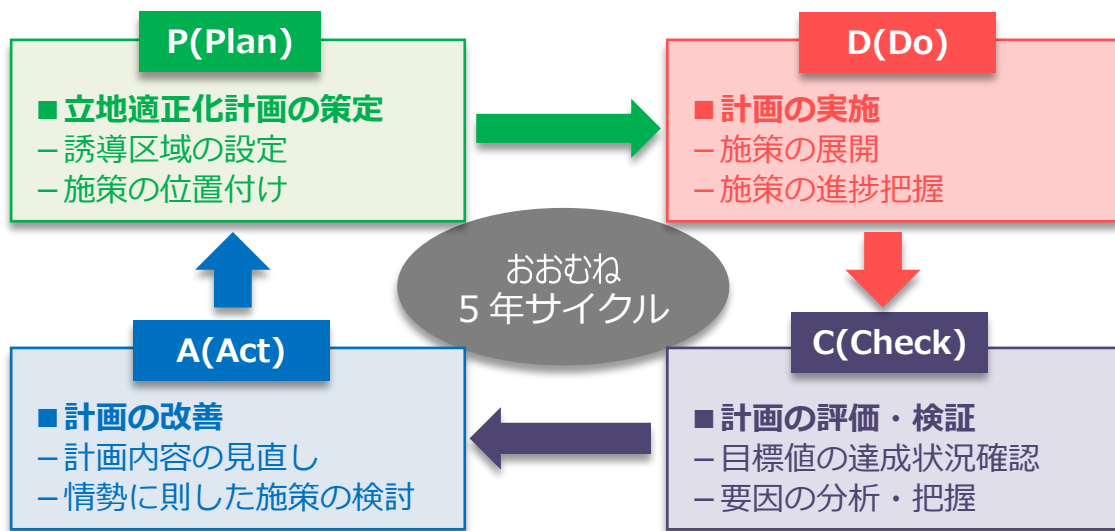 P(Plan)
■立地適正化計画の策定
－誘導区域の設定
－施策の位置付け
D(Do)
■計画の実施
－施策の展開
－施策の進捗把握
おおむね
５年サイクル
A(Act)
■計画の改善
－計画内容の見直し
－情勢に則した施策の検討
C(Check)
■計画の評価・検証
－目標値の達成状況確認
－要因の分析・把握